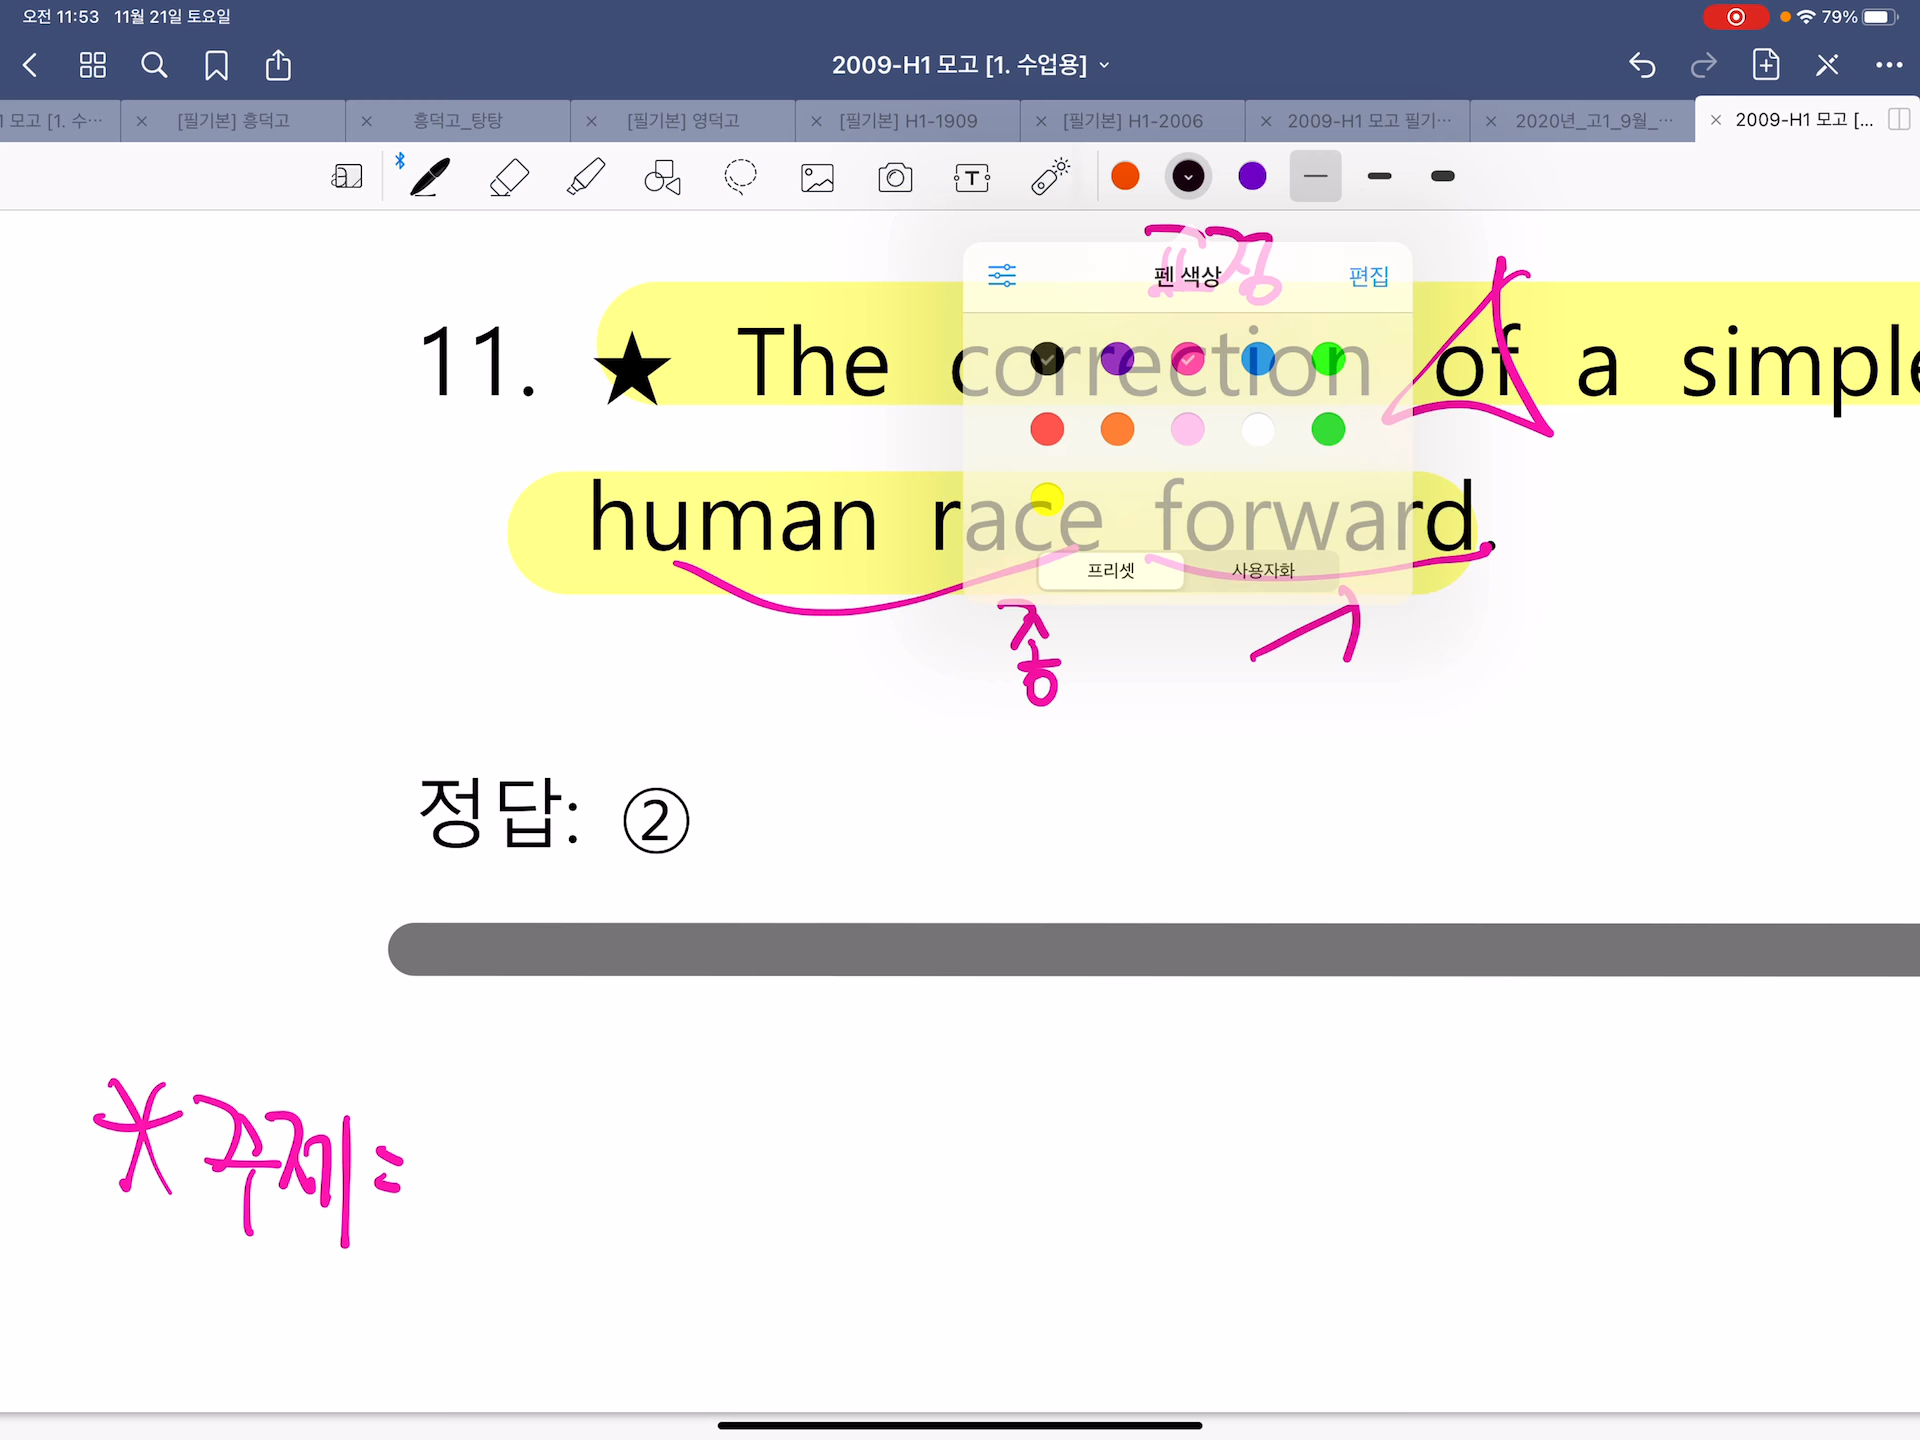 오전 11:53 11월 21일 토요일
79%
2009-H1 모고 [1. 수업용]
모고 [1. 수···
[필기본] 흥덕고
흥덕고_탕탕
[필기본] 영덕고
[필기본] H1-1909
[필기본] H1-2006
2009-H1 모고 필기···
2020년_고1_9월_···
2009-H1 모고 [...
교정
펜 색상
편집
11. ★ The correction of a simple
human race forward.
프리셋
사용자화
종
정답: ②
*주제=